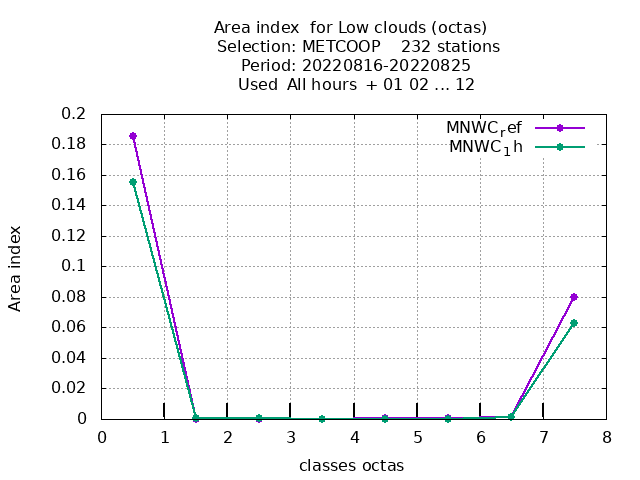 Area index  for Low clouds (octas)
Selection: METCOOP    232 stations
Period: 20220816-20220825
Used  All hours  + 01 02 ... 12
MNWCref
MNWC1h
0.2
0.18
0.16
0.14
0.12
0.1
0.08
0.06
0.04
0.02
0
Area index
0 1 2 3 4 5 6 7 8
classes octas